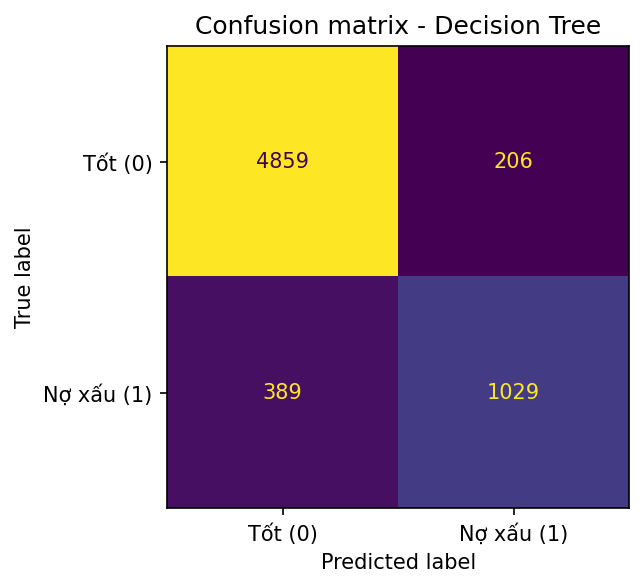 Confusion matrix - Decision Tree
True label
Tốt (0)
4859
206
Nợ xấu (1)
389
1029
Tốt (0)
Nợ xấu (1)
Predicted label